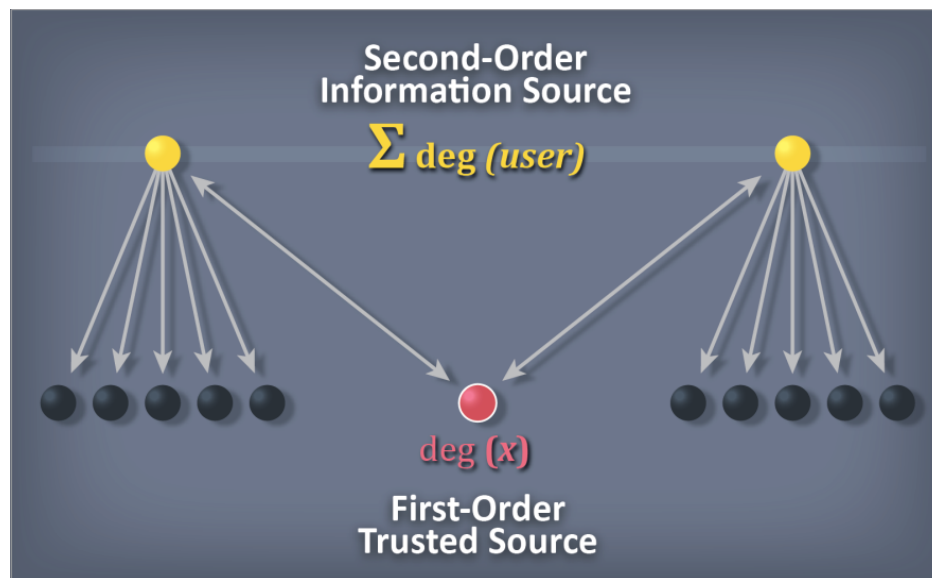 Second-Order
Information Source
Σ deg (user)
deg (x)
First-Order
Trusted Source